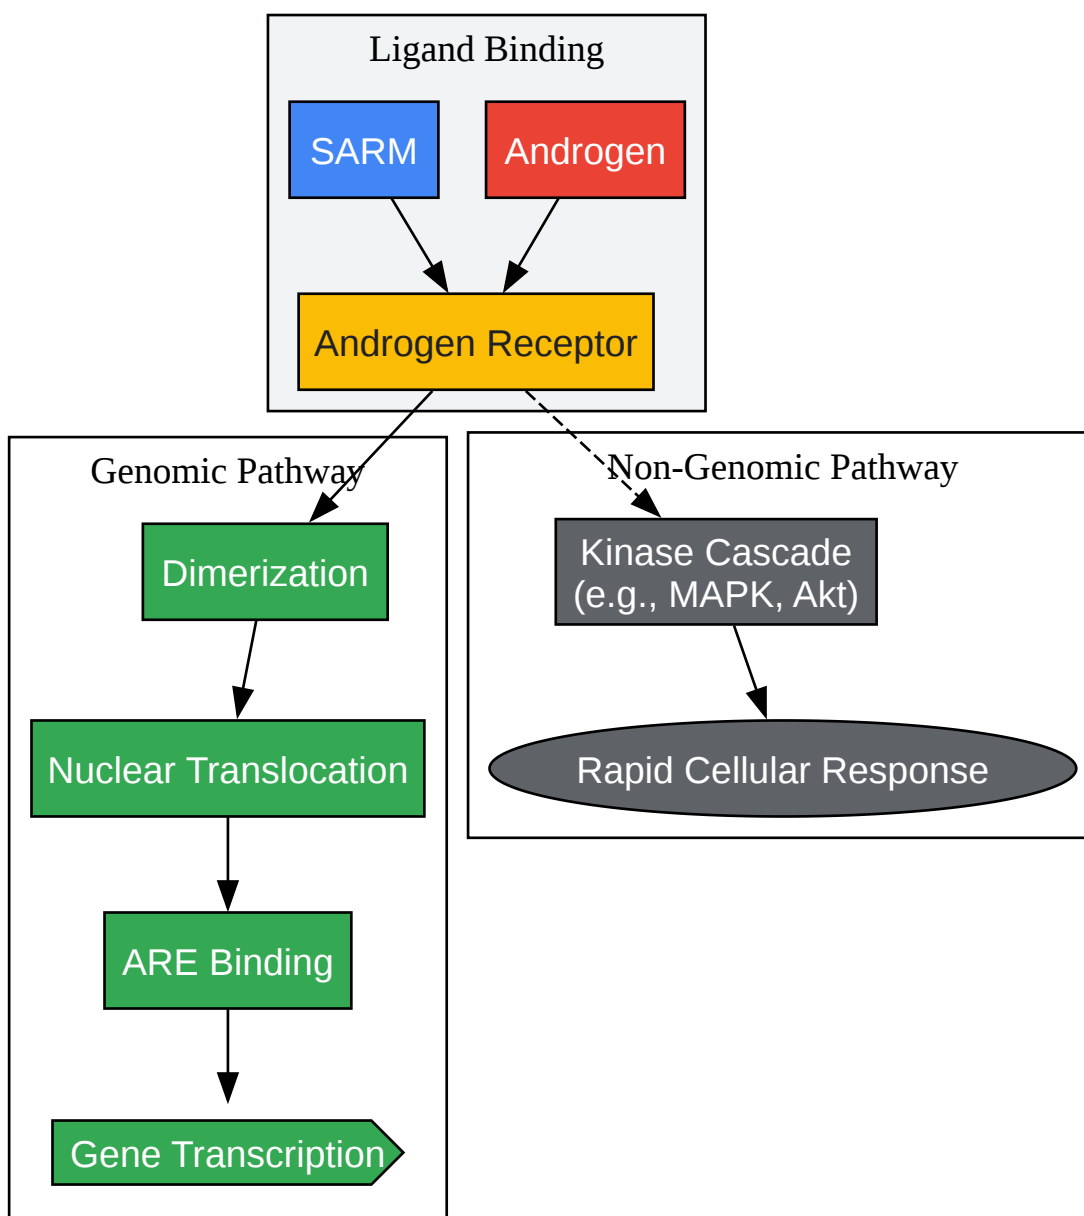 Ligand Binding
SARM
Androgen
Androgen Receptor
Genomic Pathway
Dimerization
Nuclear Translocation
ARE Binding
Gene Transcription
Non-Genomic Pathway
Kinase Cascade
(e.g., MAPK, Akt)
Rapid Cellular Response